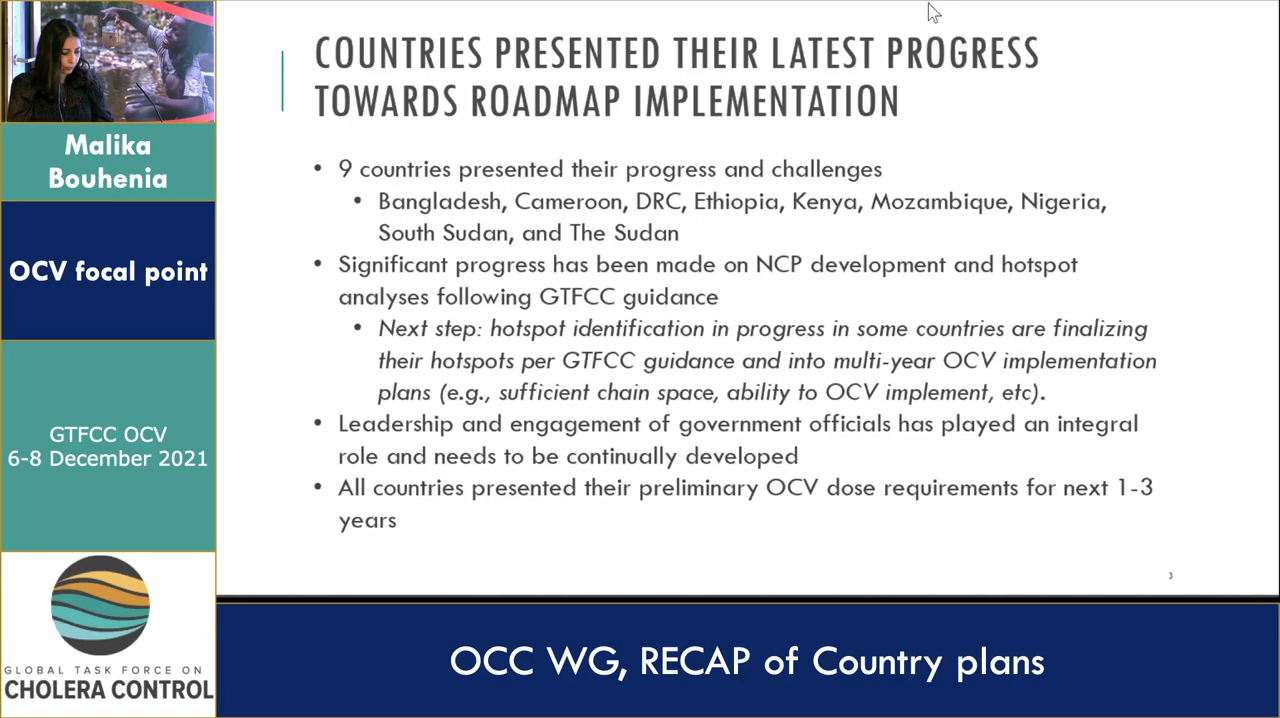 Malika
Bouhenia
OCV focal point
GTFCC OCV
6-8 December 2021
GLOBAL TASK FORCE ON
CHOLERA CONTROL
COUNTRIES PRESENTED THEIR LATEST PROGRESS
TOWARDS ROADMAP IMPLEMENTATION
• 9 countries presented their progress and challenges
• Bangladesh, Cameroon, DRC, Ethiopia, Kenya, Mozambique, Nigeria,
South Sudan, and The Sudan
• Significant progress has been made on NCP development and hotspot
analyses following GTFCC guidance
• Next step: hotspot identification in progress in some countries are finalizing
their hotspots per GTFCC guidance and into multi-year OCV implementation
plans (e.g., sufficient chain space, ability to OCV implement, etc).
• Leadership and engagement of government officials has played an integral
role and needs to be continually developed
• All countries presented their preliminary OCV dose requirements for next 1-3
years
3
OCC WG, RECAP of Country plans